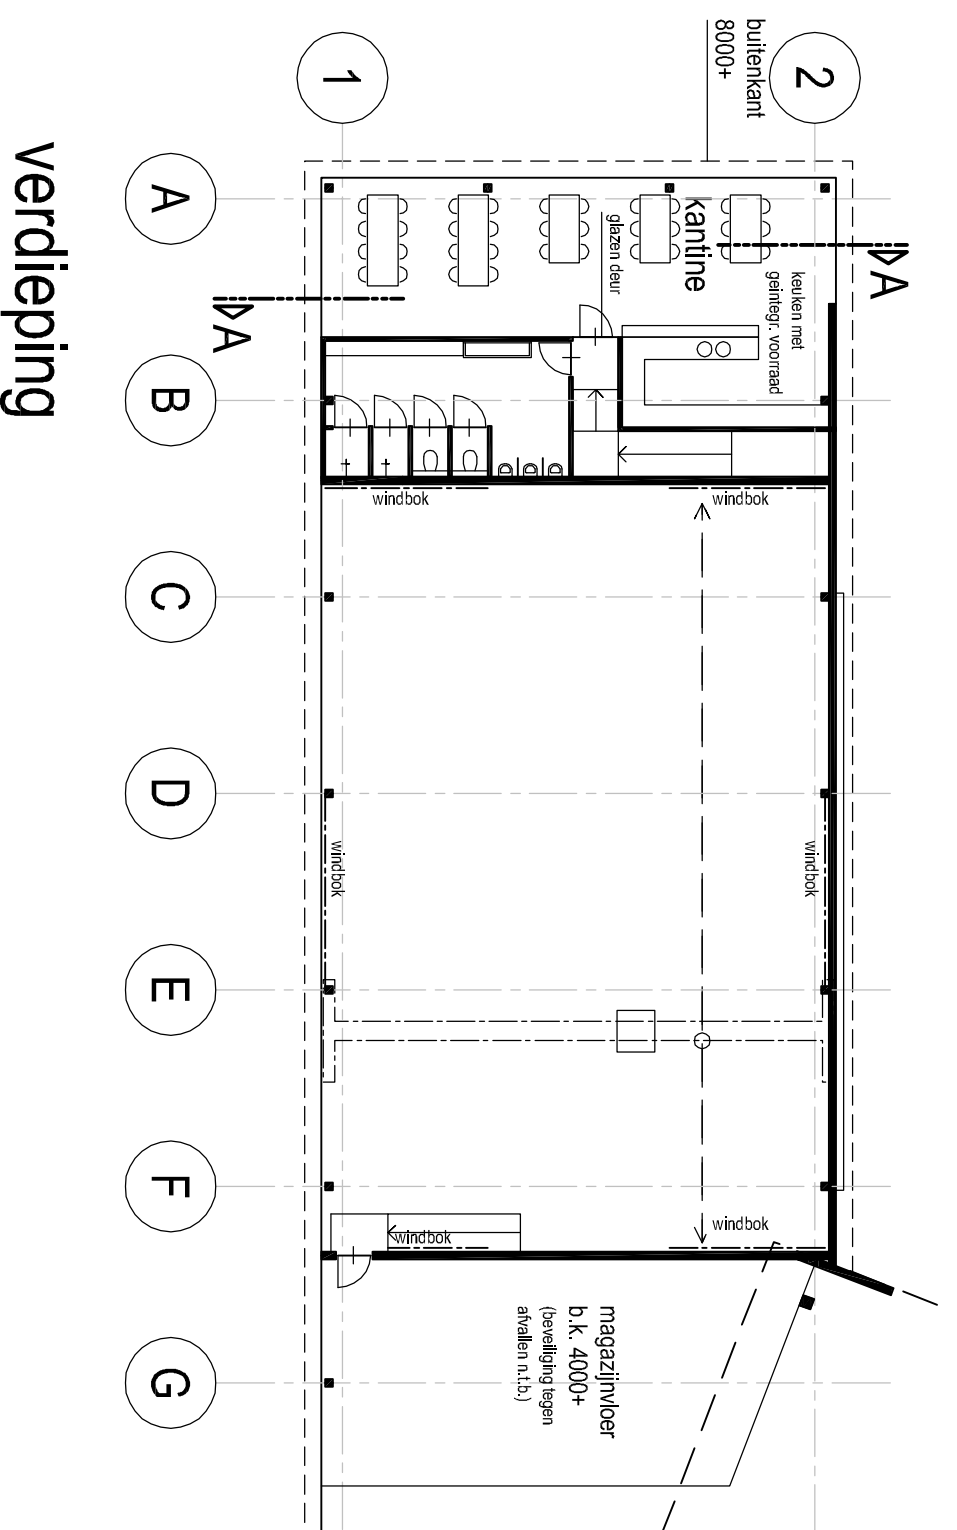 buitenkant
8000+
1
2
verdieping
A
B
C
D
E
F
G
A
A
kantine
glazen deur
keuken met
geintegr. voorraad
windbok
windbok
windbok
windbok
windbok
windbok
magazijnvloer
b.k. 4000+
(beveiliging tegen
afvallen n.t.b.)